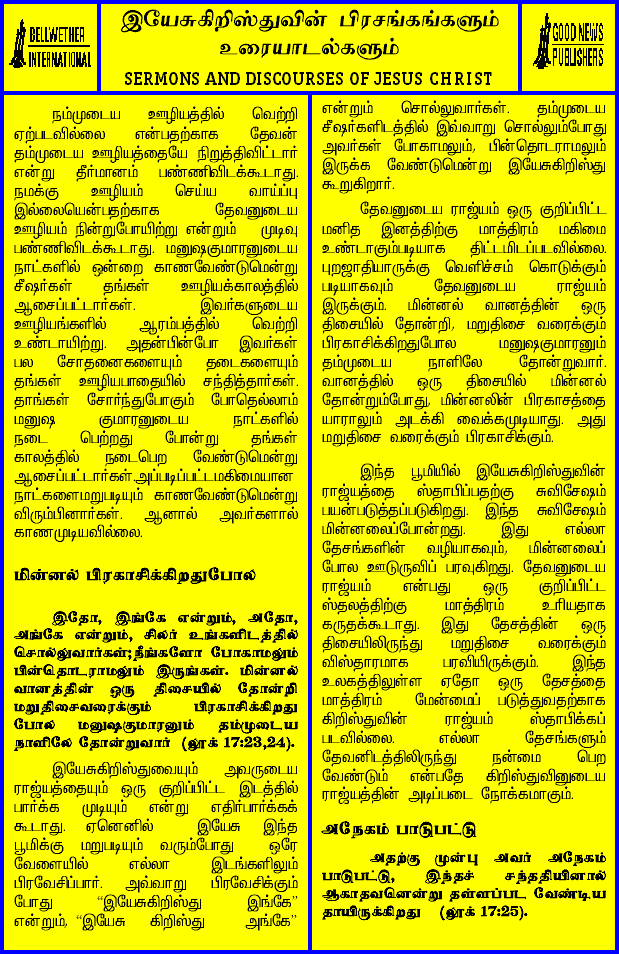 BELLWETHER
INTERNATIONAL
இயேசுகிறிஸ்துவின் பிரசங்கங்களும்
உரையாடல்களும்
SERMONS AND DISCOURSES OF JESUS CHRIST
GOOD NEWS
PUBLISHERS
நம்முடைய ஊழியத்தில் வெற்றி
ஏற்படவில்லை என்பதற்காக தேவன்
தம்முடைய ஊழியத்தையே நிறுத்திவிட்டார்
என்று தீர்மானம் பண்ணிவிடக்கூடாது.
நமக்கு ஊழியம் செய்ய வாய்ப்பு
இல்லையென்பதற்காக தேவனுடைய
ஊழியம் நின்றுபோயிற்று என்றும் முடிவு
பண்ணிவிடக்கூடாது. மனுஷகுமாரனுடைய
நாட்களில் ஒன்றை காணவேண்டுமென்று
சீஷர்கள் தங்கள் ஊழியக்காலத்தில்
ஆசைப்பட்டார்கள். இவர்களுடைய
ஊழியங்களில் ஆரம்பத்தில் வெற்றி
உண்டாயிற்று. அதன்பின்போ இவர்கள்
பல சோதனைகளையும் தடைகளையும்
தங்கள் ஊழியபாதையில் சந்தித்தார்கள்.
தாங்கள் சோர்ந்துபோகும் போதெல்லாம்
மனுஷ குமாரனுடைய நாட்களில்
நடை பெற்றது போன்று தங்கள்
காலத்தில் நடைபெற வேண்டுமென்று
ஆசைப்பட்டார்கள்.அப்படிப்பட்டமகிமையான
நாட்களைமறுபடியும் காணவேண்டுமென்று
விரும்பினார்கள். ஆனால் அவர்களால்
காணமுடியவில்லை.
மின்னல் பிரகாசிக்கிறதுபோல
இதோ, இங்கே என்றும், அதோ,
அங்கே என்றும், சிலர் உங்களிடத்தில்
சொல்லுவார்கள்;நீங்களோ போகாமலும்
பின்தொடராமலும் இருங்கள். மின்னல்
வானத்தின் ஒரு திசையில் தோன்றி
மறுதிசைவரைக்கும் பிரகாசிக்கிறது
போல் மனுஷகுமாரனும் தம்முடைய
நாளிலே தோன்றுவார் (லூக் 17:23,24).
இயேசுகிறிஸ்துவையும் அவருடைய
ராஜ்யத்தையும் ஒரு குறிப்பிட்ட இடத்தில்
பார்க்க முடியும் என்று எதிர்பார்க்கக்
கூடாது. ஏனெனில் இயேசு இந்த
பூமிக்கு மறுபடியும் வரும்போது ஒரே
வேளையில் எல்லா இடங்களிலும்
பிரவேசிப்பார். அவ்வாறு பிரவேசிக்கும்
போது “இயேசுகிறிஸ்து இங்கே”
என்றும், “இயேசு கிறிஸ்து அங்கே”
என்றும் சொல்லுவார்கள். தம்முடைய
சீஷர்களிடத்தில் இவ்வாறு சொல்லும்போது
அவர்கள் போகாமலும், பின்தொடராமலும்
இருக்க வேண்டுமென்று இயேசுகிறிஸ்து
கூறுகிறார்.
தேவனுடைய ராஜ்யம் ஒரு குறிப்பிட்ட
மனித இனத்திற்கு மாத்திரம் மகிமை
உண்டாகும்படியாக திட்டமிடப்படவில்லை.
புறஜாதியாருக்கு வெளிச்சம் கொடுக்கும்
படியாகவும் தேவனுடைய ராஜ்யம்
இருக்கும். மின்னல் வானத்தின் ஒரு
திசையில் தோன்றி, மறுதிசை வரைக்கும்
பிரகாசிக்கிறதுபோல மனுஷகுமாரனும்
தம்முடைய நாளிலே தோன்றுவார்.
வானத்தில் ஒரு திசையில் மின்னல்
தோன்றும்போது, மின்னலின் பிரகாசத்தை
யாராலும் அடக்கி வைக்கமுடியாது. அது
மறுதிசை வரைக்கும் பிரகாசிக்கும்.
இந்த பூமியில் இயேசுகிறிஸ்துவின்
ராஜ்யத்தை ஸ்தாபிப்பதற்கு சுவிசேஷம்
பயன்படுத்தப்படுகிறது. இந்த சுவிசேஷம்
மின்னலைப்போன்றது. இது எல்லா
தேசங்களின் வழியாகவும், மின்னலைப்
போல ஊடுருவிப் பரவுகிறது. தேவனுடைய
ராஜ்யம் என்பது ஒரு குறிப்பிட்ட
ஸ்தலத்திற்கு மாத்திரம் உரியதாக
கருதக்கூடாது. இது தேசத்தின் ஒரு
திசையிலிருந்து மறுதிசை வரைக்கும்
விஸ்தாரமாக பரவியிருக்கும். இந்த
உலகத்திலுள்ள ஏதோ ஒரு தேசத்தை
மாத்திரம் மேன்மைப் படுத்துவதற்காக
கிறிஸ்துவின் ராஜ்யம் ஸ்தாபிக்கப்
படவில்லை. எல்லா தேசங்களும்
தேவனிடத்திலிருந்து நன்மை பெற
வேண்டும் என்பதே கிறிஸ்துவினுடைய
ராஜ்யத்தின் அடிப்படை நோக்கமாகும்.
அநேகம் பாடுபட்டு
அதற்கு முன்பு அவர் அநேகம்
பாடுபட்டு, இந்தச் சந்ததியினால்
ஆகாதவனென்று தள்ளப்பட வேண்டிய
தாயிருக்கிறது (லூக் 17:25).